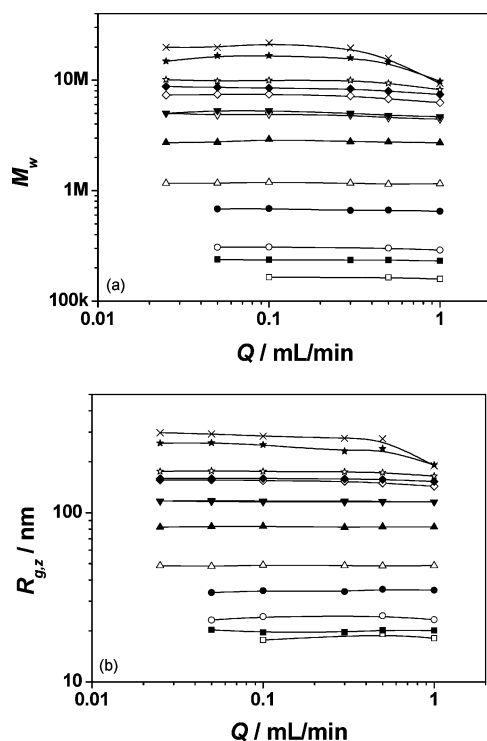 10M
1M
100k
M_w
(a)
0.01
0.1
1
Q / mL/min
100
10
R_g,z / nm
(b)
0.01
0.1
1
Q / mL/min